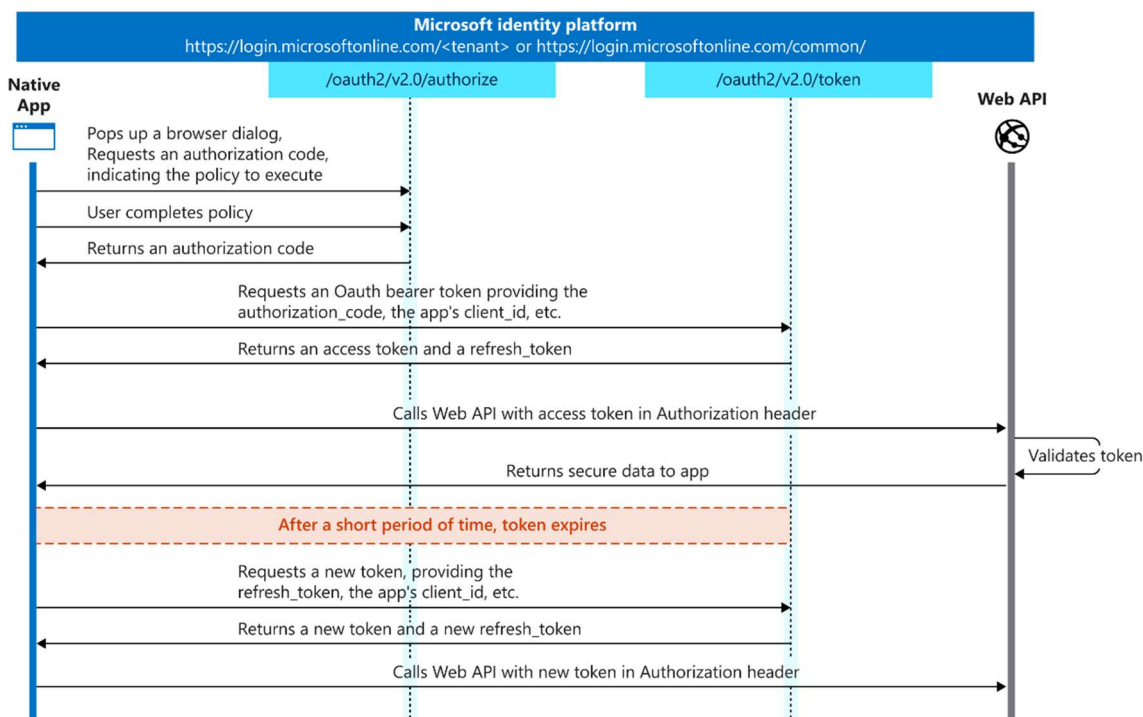 Microsoft identity platform
https://login.microsoftonline.com/<tenant> or https://login.microsoftonline.com/common/
/oauth2/v2.0/authorize
/oauth2/v2.0/token
Native
App
Web API
Pops up a browser dialog,
Requests an authorization code,
indicating the policy to execute
User completes policy
Returns an authorization code
Requests an Oauth bearer token providing the
authorization_code, the app's client_id, etc.
Returns an access token and a refresh_token
Calls Web API with access token in Authorization header
Validates token
Returns secure data to app
After a short period of time, token expires
Requests a new token, providing the
refresh_token, the app's client_id, etc.
Returns a new token and a new refresh_token
Calls Web API with new token in Authorization header